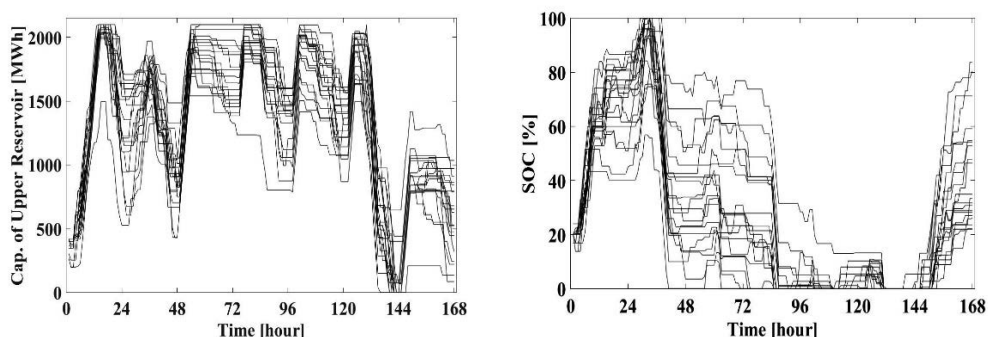 Cap. of Upper Reservoir [MWh]
2000
1500
1000
500
0
0 24 48 72 96 120 144 168
Time [hour]
SOC [%]
100
80
60
40
20
0
0 24 48 72 96 120 144 168
Time [hour]